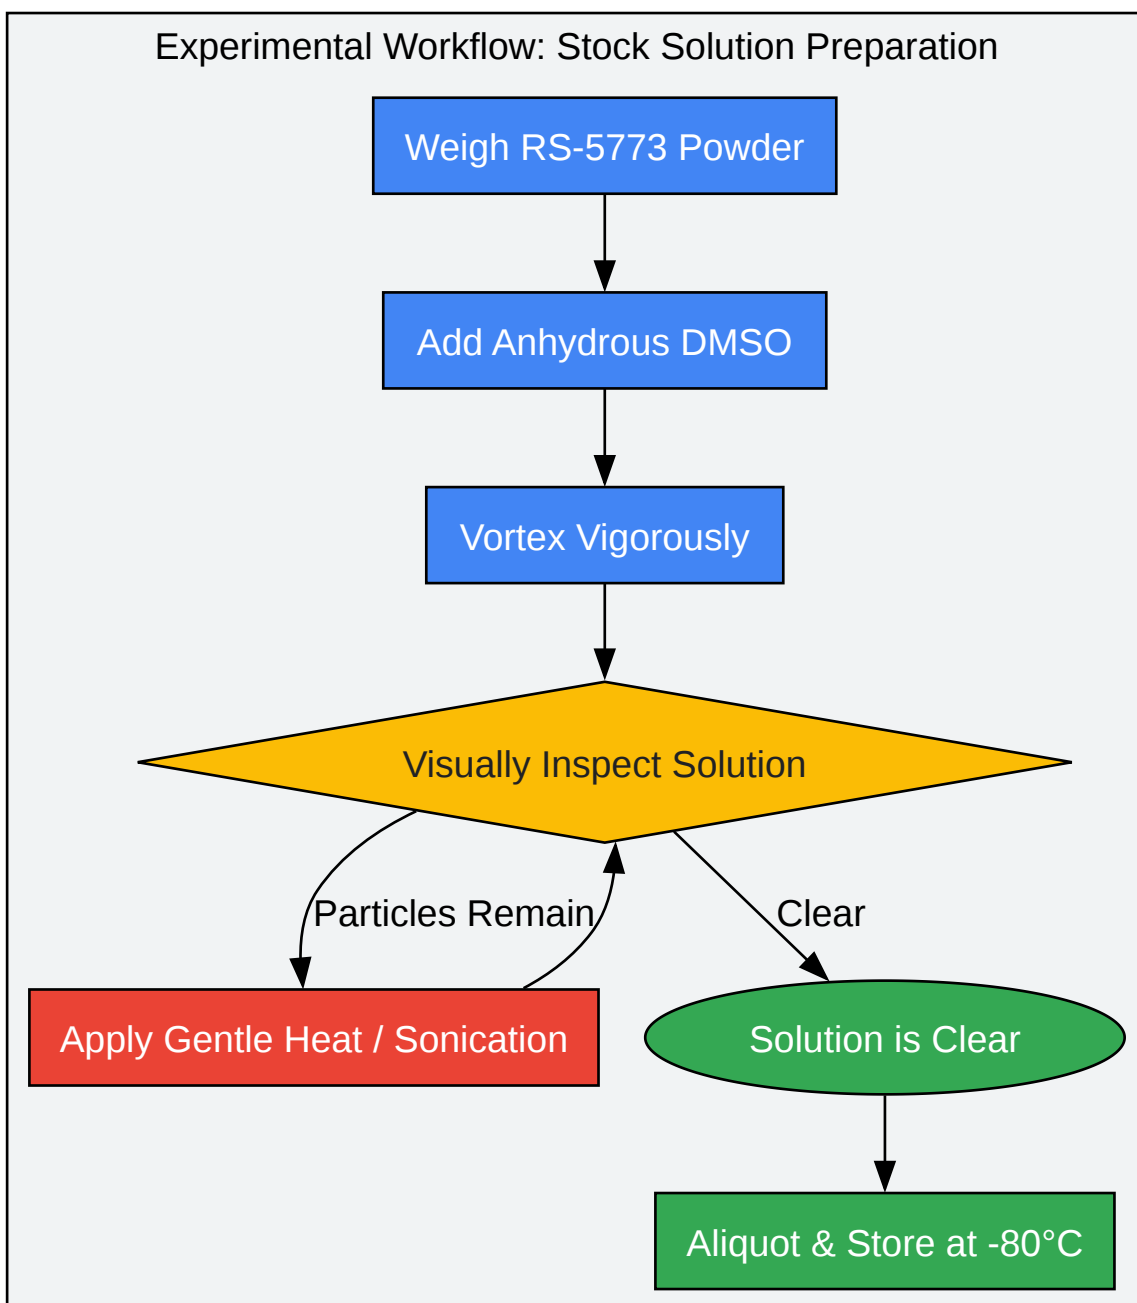 Experimental Workflow: Stock Solution Preparation
Weigh RS-5773 Powder
Add Anhydrous DMSO
Vortex Vigorously
Visually Inspect Solution
Particles Remain
Clear
Apply Gentle Heat / Sonication
Solution is Clear
Aliquot & Store at -80°C